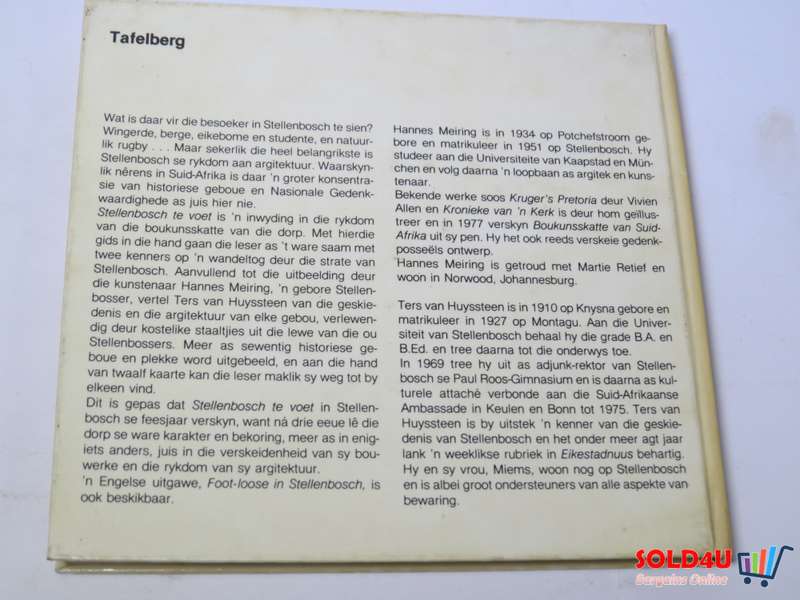 Tafelberg
Wat is daar vir die besoeker in Stellenbosch te sien?
Wingerde, berge, eikebome en studente, en natuur-
lik rugby . . . Maar sekerlik die heel belangrikste is
Stellenbosch se rykdom aan argitektuur. Waarskyn-
lik nêrens in Suid-Afrika is daar 'n groter konsentra-
sie van historiese geboue en Nasionale Gedenk-
waardighede as juis hier nie.
Stellenbosch te voet is 'n inwyding in die rykdom
van die boukunsskatte van die dorp. Met hierdie
gids in die hand gaan die leser as 't ware saam met
twee kenners op 'n wandeltog deur die strate van
Stellenbosch. Aanvullend tot die uitbeelding deur
die kunstenaar Hannes Meiring, 'n gebore Stellen-
bosser, vertel Ters van Huyssteen van die geskie-
denis en die argitektuur van elke gebou, verlewen-
dig deur kostelike staaltjies uit die lewe van die ou
Stellenbossers. Meer as sewentig historiese ge-
boue en plekke word uitgebeeld, en aan die hand
van twaalf kaarte kan die leser maklik sy weg tot by
elkeen vind.
Dit is gepas dat Stellenbosch te voet in Stellen-
bosch se feesjaar verskyn, want ná drie eeue lê die
dorp se ware karakter en bekoring, meer as in enig-
iets anders, juis in die verskeidenheid van sy bou-
werke en die rykdom van sy argitektuur.
'n Engelse uitgawe, Foot-loose in Stellenbosch, is
ook beskikbaar.
Hannes Meiring is in 1934 op Potchefstroom ge-
bore en matrikuleer in 1951 op Stellenbosch. Hy
studeer aan die Universiteite van Kaapstad en Mün-
chen en volg daarna 'n loopbaan as argitek en kuns-
tenaar.
Bekende werke soos Kruger's Pretoria deur Vivien
Allen en Kronieke van 'n Kerk is deur hom geïllus-
treer en in 1977 verskyn Boukunsskatte van Suid-
Afrika uit sy pen. Hy het ook reeds verskeie gedenk-
posseëls ontwerp.
Hannes Meiring is getroud met Martie Retief en
woon in Norwood, Johannesburg.
Ters van Huyssteen is in 1910 op Knysna gebore en
matrikuleer in 1927 op Montagu. Aan die Univer-
siteit van Stellenbosch behaal hy die grade B.A. en
B.Ed. en tree daarna tot die onderwys toe.
In 1969 tree hy uit as adjunk-rektor van Stellen-
bosch se Paul Roos-Gimnasium en is daarna as kul-
turele attaché verbonde aan die Suid-Afrikaanse
Ambassade in Keulen en Bonn tot 1975. Ters van
Huyssteen is by uitstek 'n kenner van die geskie-
denis van Stellenbosch en het onder meer agt jaar
lank 'n weeklikse rubriek in Eikestadnuus behartig.
Hy en sy vrou, Miems, woon nog op Stellenbosch
en is albei groot ondersteuners van alle aspekte van
bewaring.
SOLD4U
Bargains Online